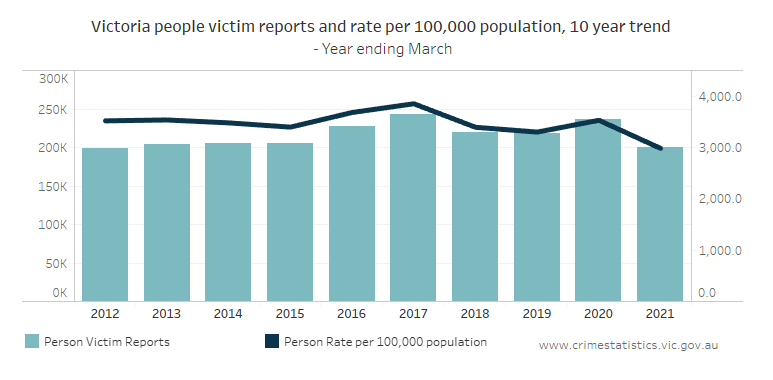 Victoria people victim reports and rate per 100,000 population, 10 year trend
- Year ending March
300K
250K
200K
150K
100K
50K
0K
4,000.0
3,000.0
2,000.0
1,000.0
0.0
2012 2013 2014 2015 2016 2017 2018 2019 2020 2021
Person Victim Reports Person Rate per 100,000 population
www.crimestatistics.vic.gov.au